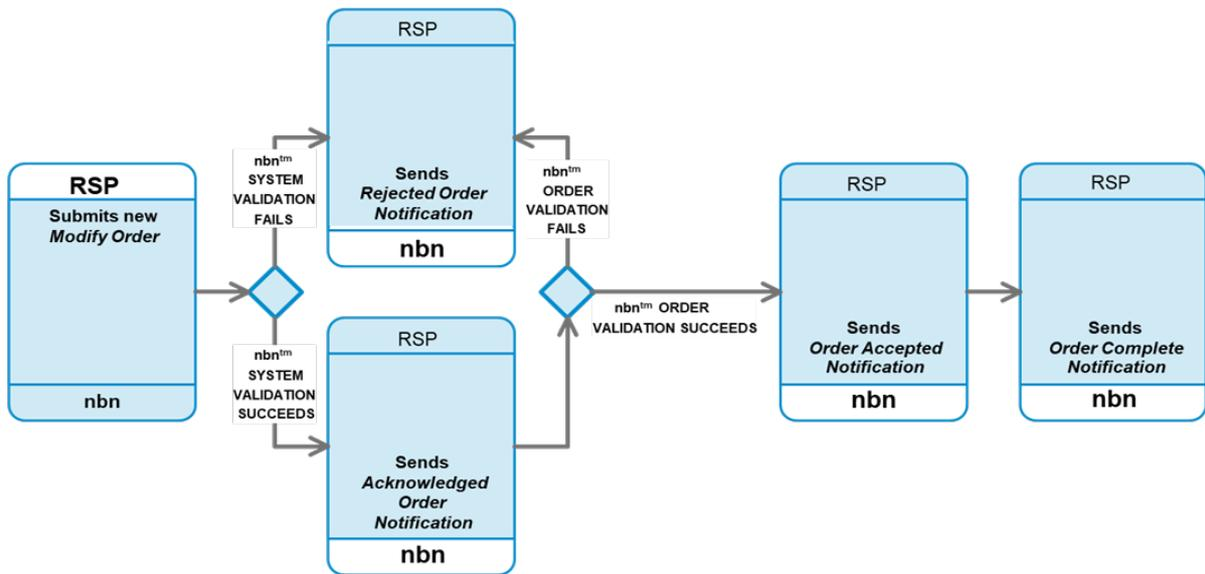 RSP
Submits new
Modify Order
nbn
nbn™
SYSTEM
VALIDATION
FAILS
nbn™
SYSTEM
VALIDATION
SUCCEEDS
RSP
Sends
Rejected Order
Notification
nbn
RSP
Sends
Acknowledged
Order
Notification
nbn
nbn™
ORDER
VALIDATION
FAILS
nbn™ ORDER
VALIDATION SUCCEEDS
RSP
Sends
Order Accepted
Notification
nbn
RSP
Sends
Order Complete
Notification
nbn